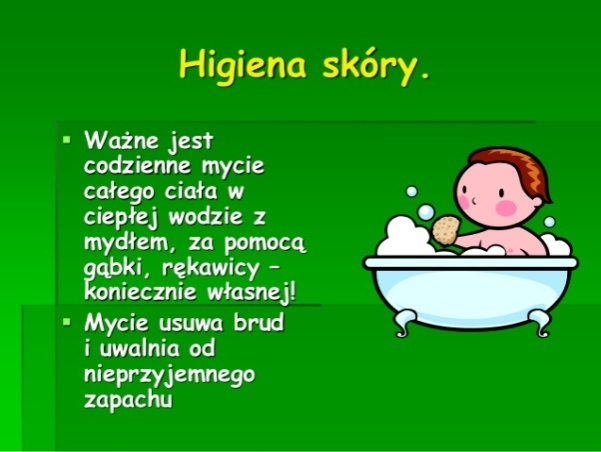 Higiena skóry.
Ważne jest
codzienne mycie
całego ciała w
ciepłej wodzie z
mydłem, za pomocą
gąbki, rękawicy –
koniecznie własnej!
Mycie usuwa brud
i uwalnia od
nieprzyjemnego
zapachu